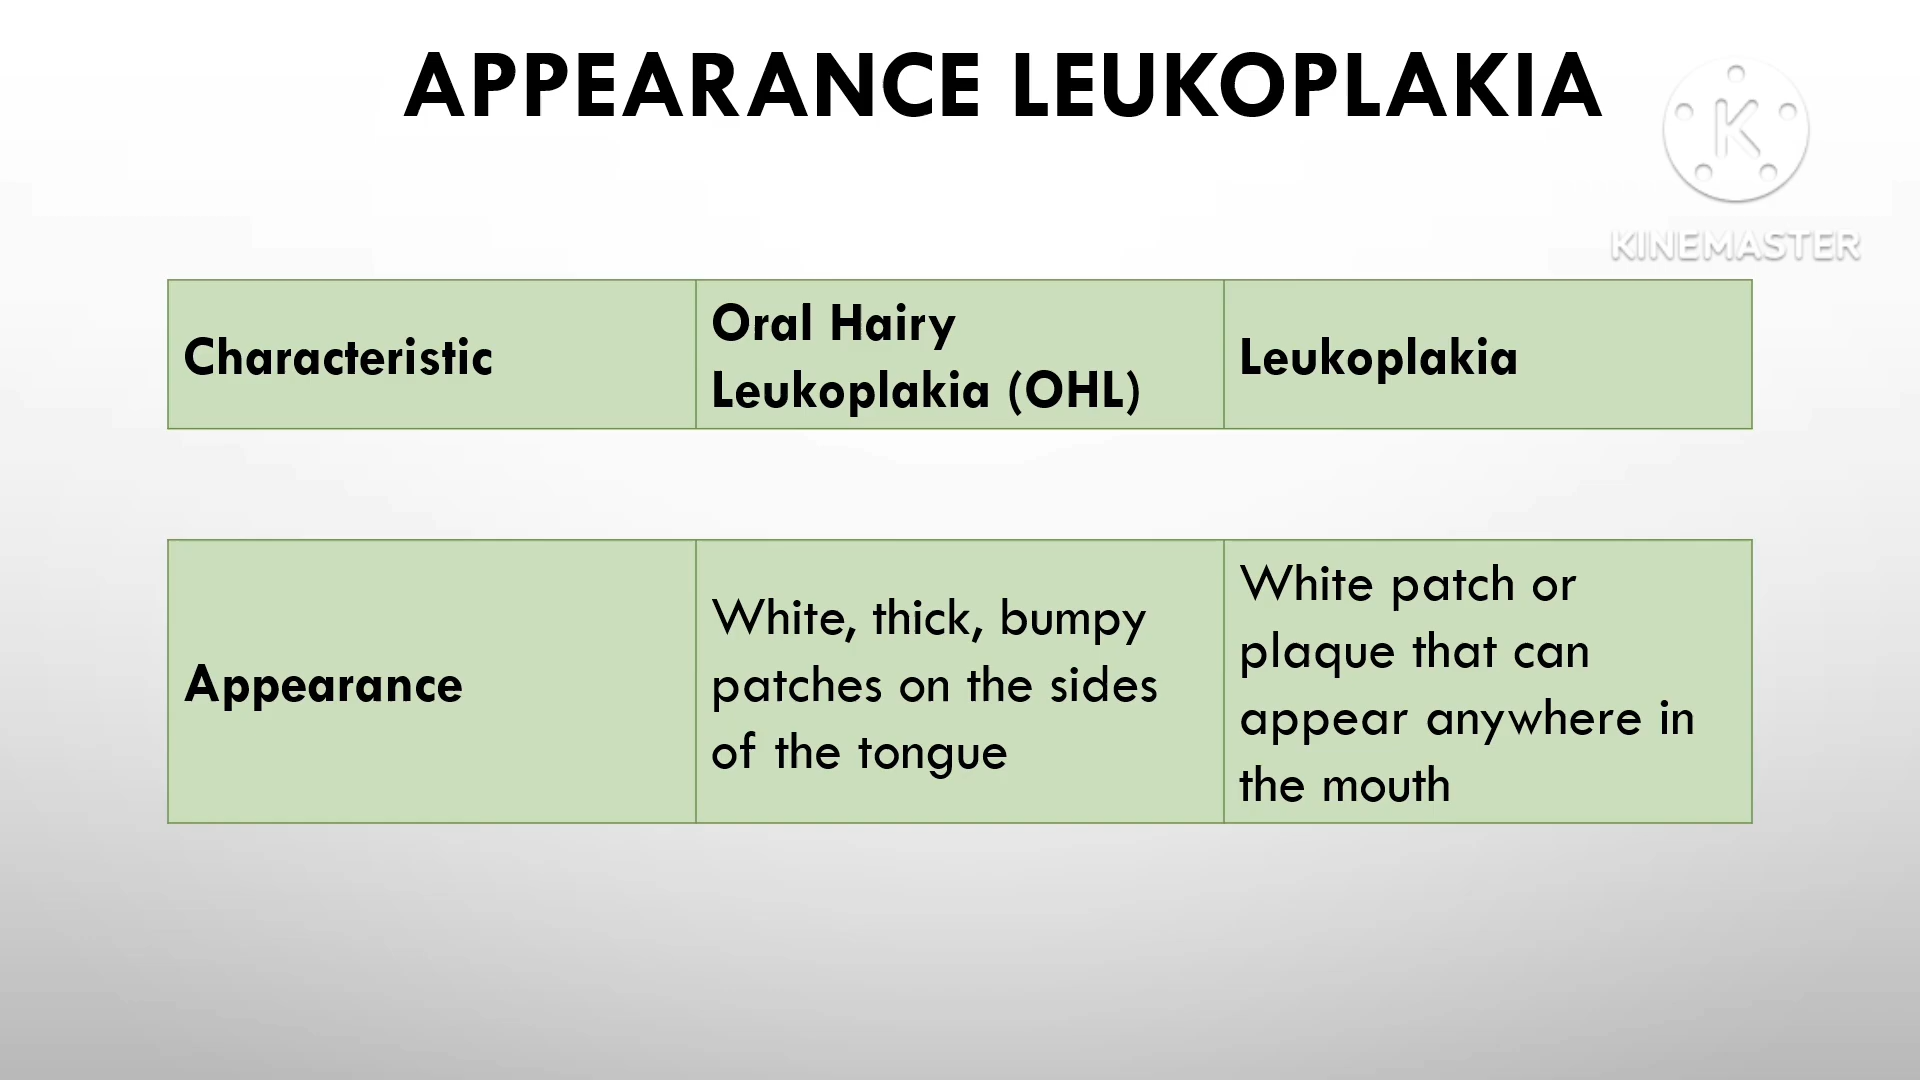 APPEARANCE LEUKOPLAKIA
K
KINEMASTER
Characteristic
Oral Hairy
Leukoplakia (OHL)
Leukoplakia
Appearance
White, thick, bumpy
patches on the sides
of the tongue
White patch or
plaque that can
appear anywhere in
the mouth